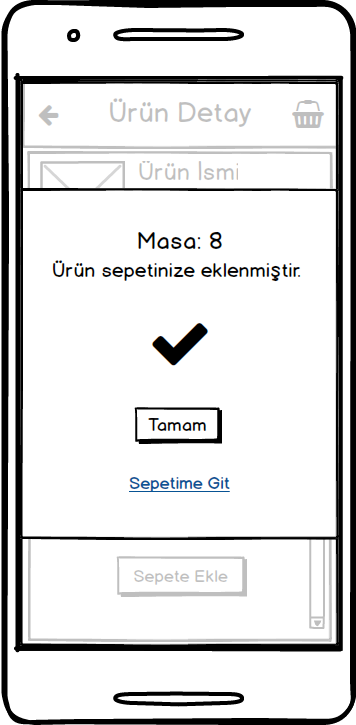 Ürün Detay
Ürün Ismi
Masa: 8
Ürün sepetinize eklenmiştir.
Tamam
Sepetime Git
Sepete Ekle